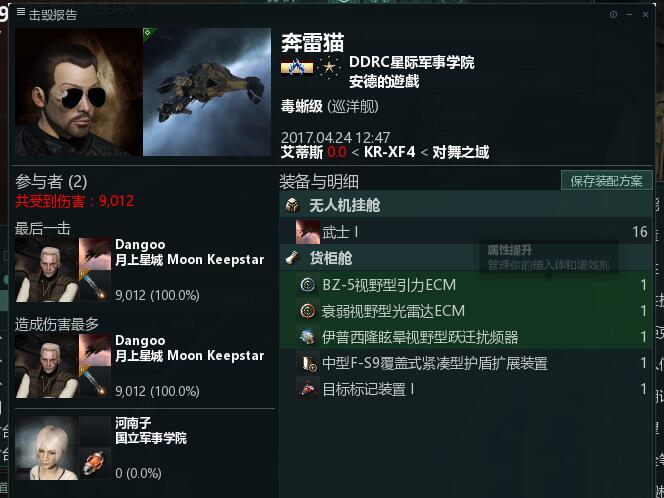 击毁报告
奔雷猫
DDRC星际军事学院
安德的遊戲
毒蜥级 (巡洋舰)
2017.04.24 12:47
艾蒂斯 0.0 < KR-XF4 < 对舞之域
参与者 (2)
共受到伤害：9,012
最后一击
Dangoo
月上星城 Moon Keepstar
9,012 (100.0%)
造成伤害最多
Dangoo
月上星城 Moon Keepstar
9,012 (100.0%)
河南子
国立军事学院
0 (0.0%)
装备与明细
保存装配方案
无人机挂舱
武士 I 16
属性提升
管理你的植入体和增效剂
货柜舱
BZ-5视野型引力ECM 1
衰弱视野型光雷达ECM 1
伊普西隆眩晕视野型跃迁扰频器 1
中型F-S9覆盖式紧凑型护盾扩展装置 1
目标标记装置 I 1